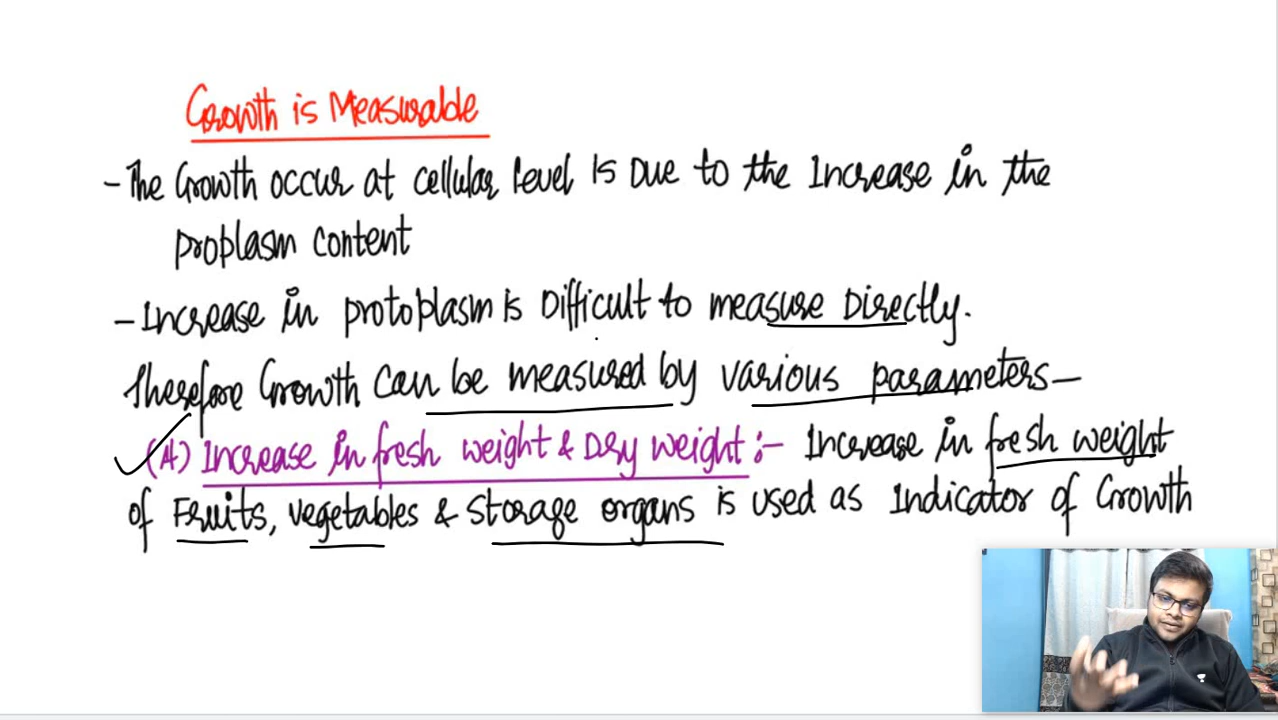 Growth is Measurable
- The Growth occur at cellular level is Due to the Increase in the
proplasm content
- Increase in protoplasm is Difficult to measure Directly.
Therefore Growth can be measured by various parameters -
(A) Increase in fresh weight & Dry weight :- Increase in fresh weight
of Fruits, vegetables & storage organs is used as Indicator of Growth